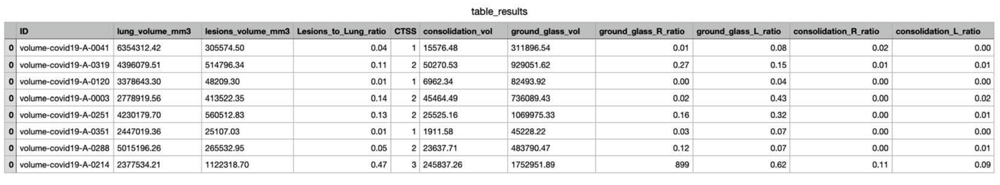 table_results
ID lung_volume_mm3 lesions_volume_mm3 Lesions_to_Lung_ratio CTSS consolidation_vol ground_glass_vol ground_glass_R_ratio ground_glass_L_ratio consolidation_R_ratio consolidation_L_ratio
0 volume-covid19-A-0041 6354312.42 305574.50 0.04 1 15576.48 311896.54 0.01 0.08 0.02 0.00
0 volume-covid19-A-0319 4396079.51 514796.34 0.11 2 50270.53 929051.62 0.27 0.15 0.01 0.01
0 volume-covid19-A-0120 3378643.30 48209.30 0.01 1 6962.34 82493.92 0.00 0.04 0.00 0.00
0 volume-covid19-A-0003 2778919.56 413522.35 0.14 2 45464.49 736089.43 0.02 0.43 0.00 0.02
0 volume-covid19-A-0251 4230179.70 560512.83 0.13 2 25525.16 1069975.33 0.16 0.32 0.00 0.01
0 volume-covid19-A-0351 2447019.36 25107.03 0.01 1 1911.58 45228.22 0.03 0.07 0.00 0.00
0 volume-covid19-A-0288 5015196.26 265532.95 0.05 2 23637.71 483790.47 0.12 0.07 0.00 0.01
0 volume-covid19-A-0214 2377534.21 1122318.70 0.47 3 245837.26 1752951.89 899 0.62 0.11 0.09